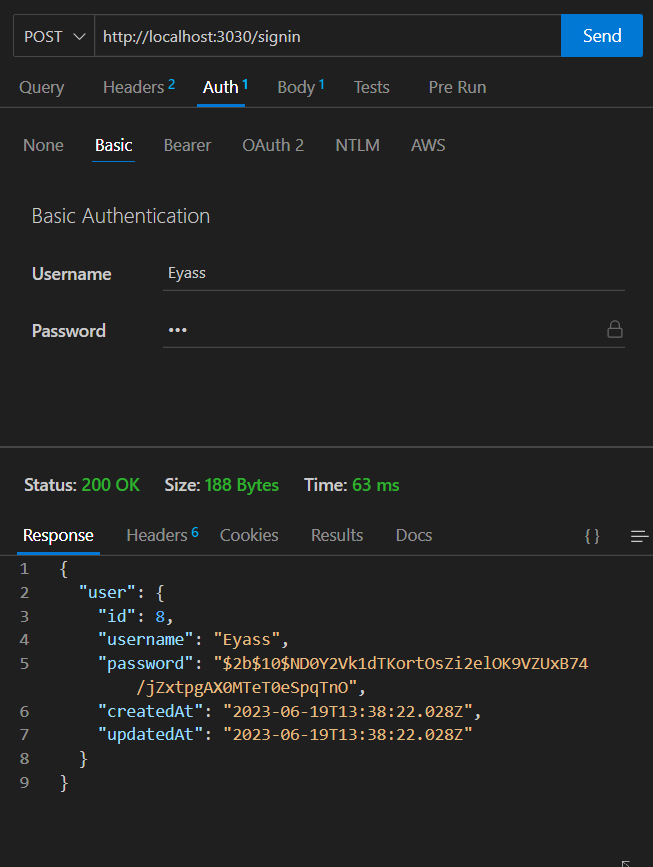 POST http://localhost:3030/signin Send
Query Headers 2 Auth 1 Body 1 Tests Pre Run
None Basic Bearer OAuth 2 NTLM AWS
Basic Authentication
Username Eyass
Password •••
Status: 200 OK Size: 188 Bytes Time: 63 ms
Response Headers 6 Cookies Results Docs { }
1 {
2 "user": {
3 "id": 8,
4 "username": "Eyass",
5 "password": "$2b$10$ND0Y2Vk1dTKortOsZi2elOK9VZUxB74
/jZxtpgAX0MTeT0eSpqTnO",
6 "createdAt": "2023-06-19T13:38:22.028Z",
7 "updatedAt": "2023-06-19T13:38:22.028Z"
8 }
9 }